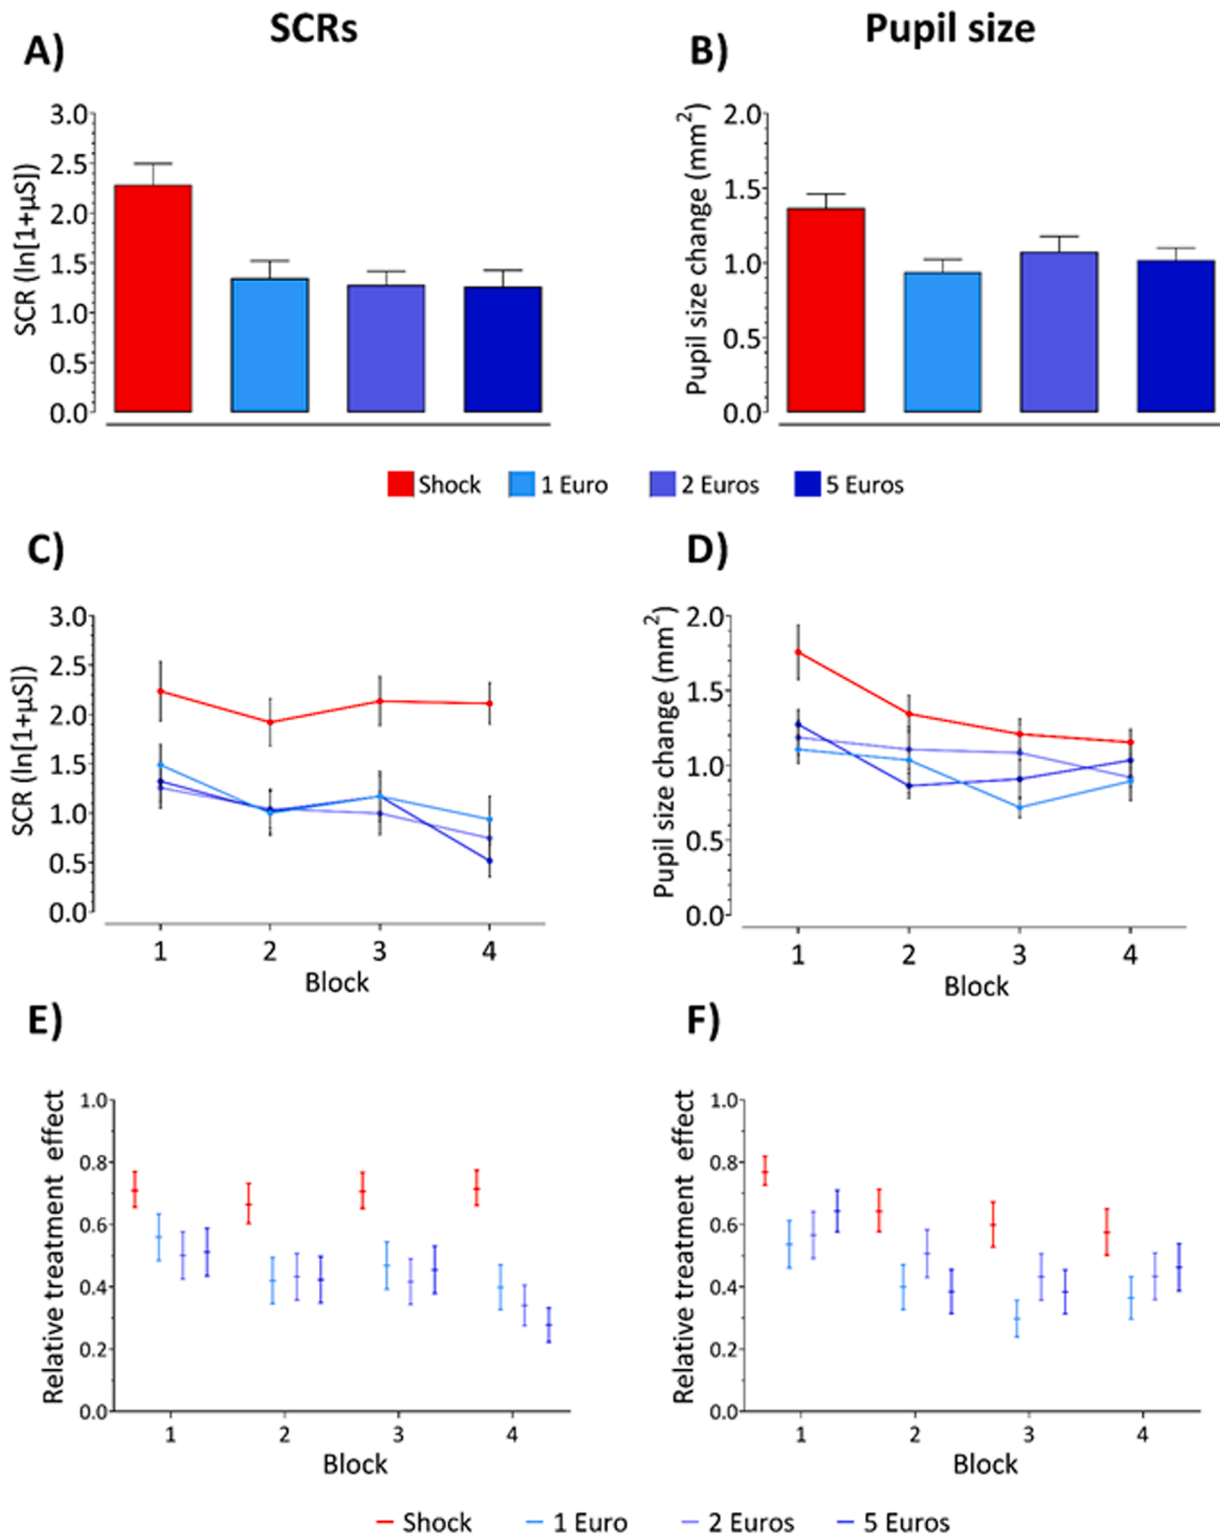 SCRs
Pupil size
A)
B)
3.0
2.5
2.0
1.5
1.0
0.5
0.0
SCR (ln[1+µS])
2.0
1.5
1.0
0.5
0.0
Pupil size change (mm²)
Shock 1 Euro 2 Euros 5 Euros
C)
D)
3.0
2.5
2.0
1.5
1.0
0.5
0.0
SCR (ln[1+µS])
1 2 3 4
Block
2.0
1.5
1.0
0.5
0.0
Pupil size change (mm²)
1 2 3 4
Block
E)
F)
1.0
0.8
0.6
0.4
0.2
0.0
Relative treatment effect
1 2 3 4
Block
1.0
0.8
0.6
0.4
0.2
0.0
Relative treatment effect
1 2 3 4
Block
Shock 1 Euro 2 Euros 5 Euros